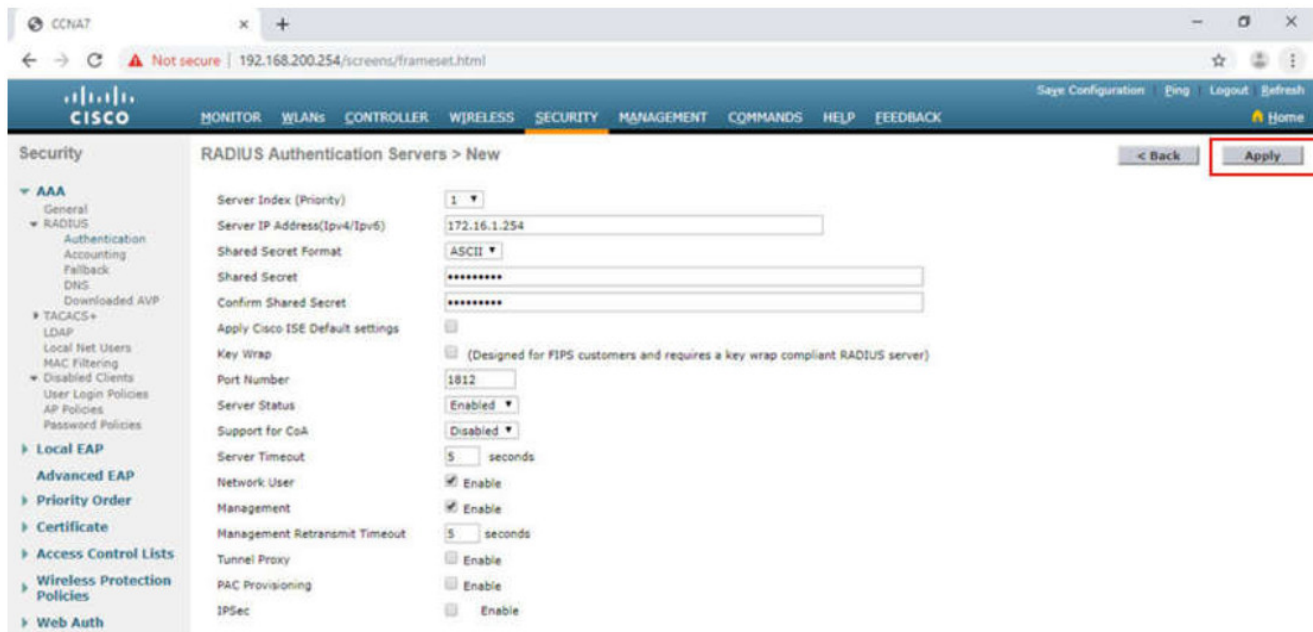 CCNA7
Not secure | 192.168.200.254/screens/frameset.html
Save Configuration | Ping | Logout | Refresh
CISCO MONITOR WLANs CONTROLLER WIRELESS SECURITY MANAGEMENT COMMANDS HELP FEEDBACK Home
Security
AAA
General
RADIUS
Authentication
Accounting
Fallback
DNS
Downloaded AVP
TACACS+
LDAP
Local Net Users
MAC Filtering
Disabled Clients
User Login Policies
AP Policies
Password Policies
Local EAP
Advanced EAP
Priority Order
Certificate
Access Control Lists
Wireless Protection
Policies
Web Auth
RADIUS Authentication Servers > New
< Back Apply
Server Index (Priority) 1
Server IP Address(Ipv4/Ipv6) 172.16.1.254
Shared Secret Format ASCII
Shared Secret •••••••••
Confirm Shared Secret •••••••••
Apply Cisco ISE Default settings
Key Wrap (Designed for FIPS customers and requires a key wrap compliant RADIUS server)
Port Number 1812
Server Status Enabled
Support for CoA Disabled
Server Timeout 5 seconds
Network User Enable
Management Enable
Management Retransmit Timeout 5 seconds
Tunnel Proxy Enable
PAC Provisioning Enable
IPSec Enable